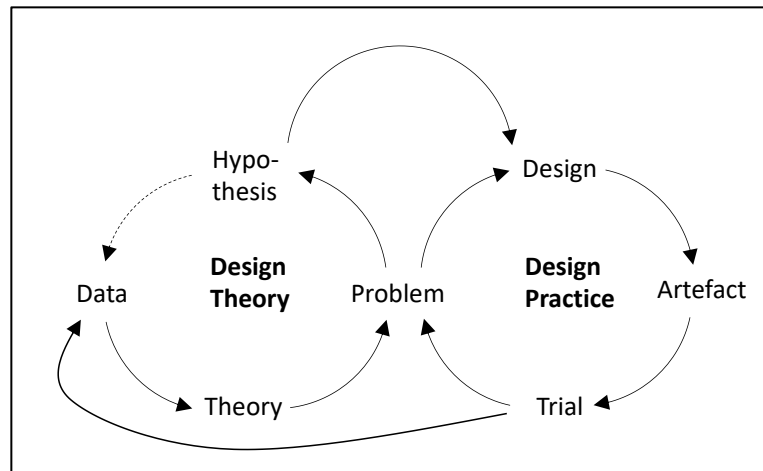 Hypo-
thesis
Design
Design
Theory
Design
Practice
Data
Problem
Artefact
Theory
Trial